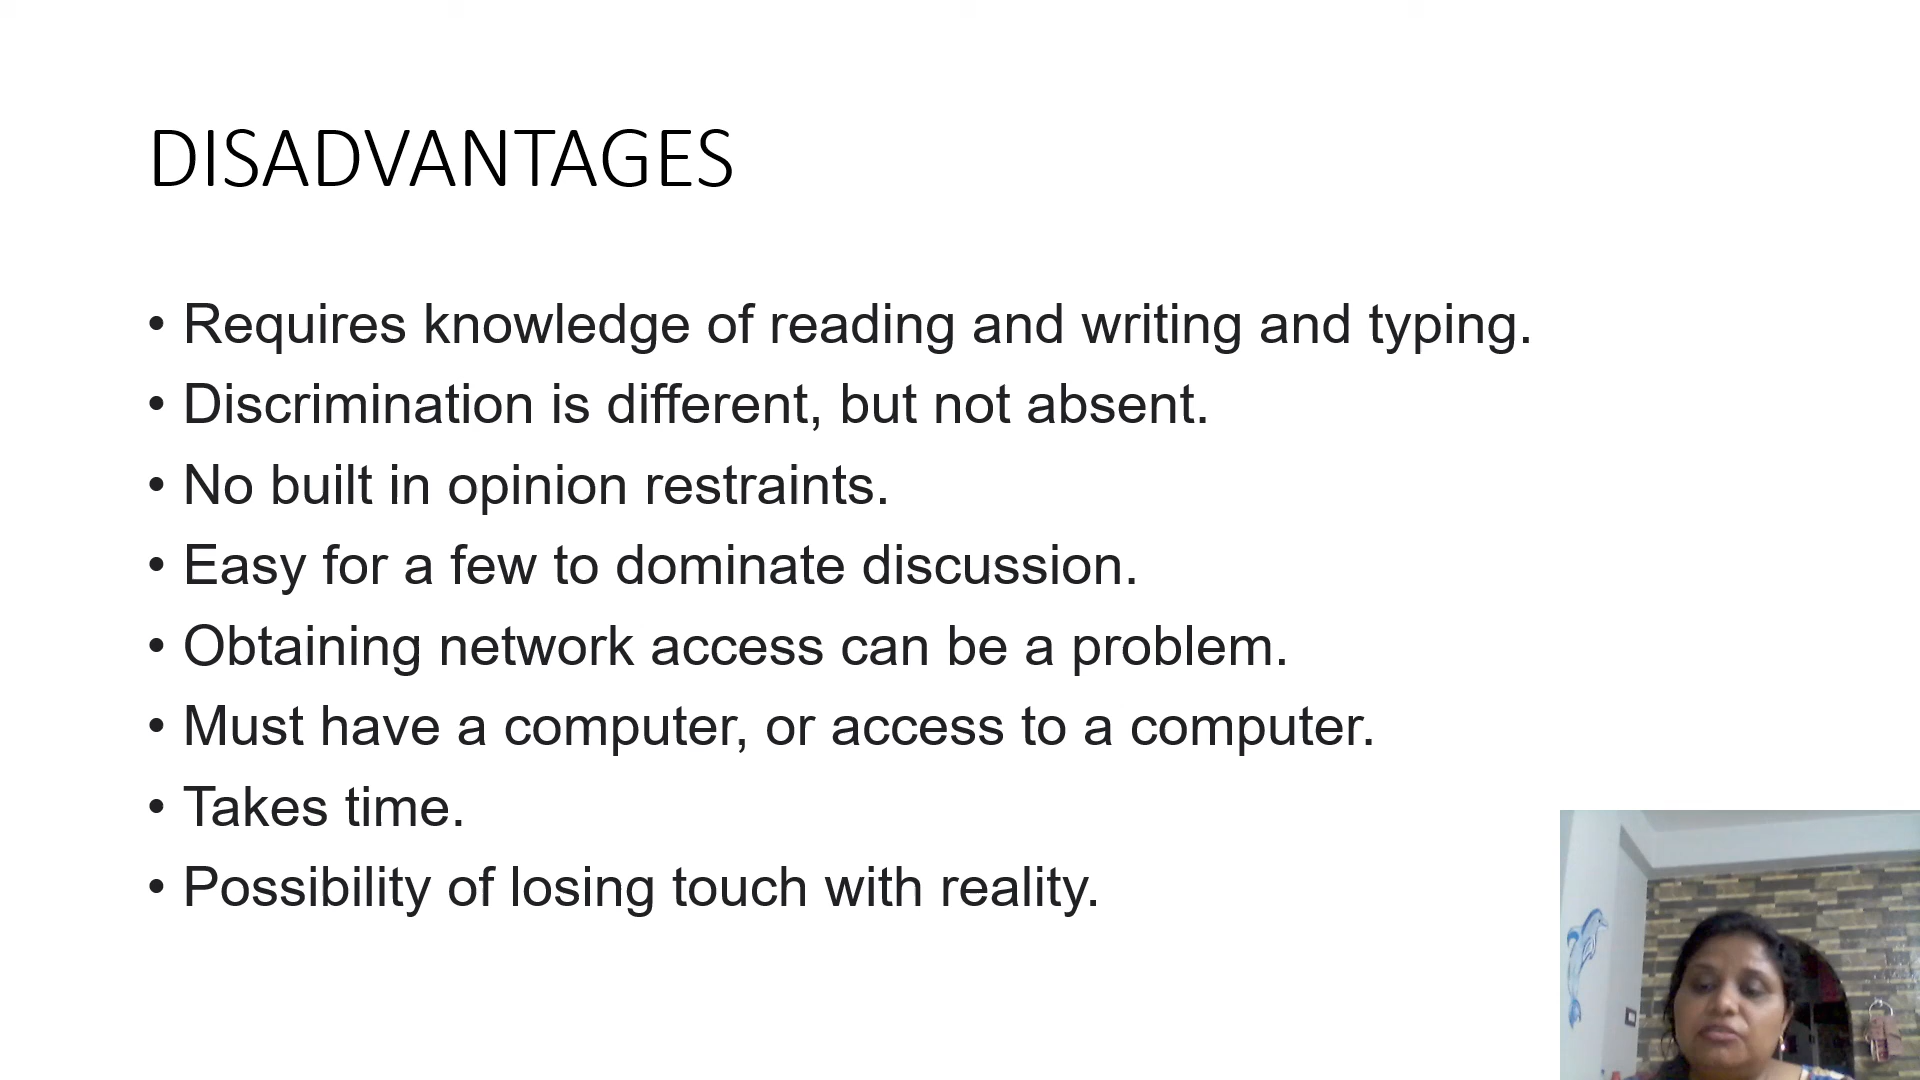 DISADVANTAGES
• Requires knowledge of reading and writing and typing.
• Discrimination is different, but not absent.
• No built in opinion restraints.
• Easy for a few to dominate discussion.
• Obtaining network access can be a problem.
• Must have a computer, or access to a computer.
• Takes time.
• Possibility of losing touch with reality.